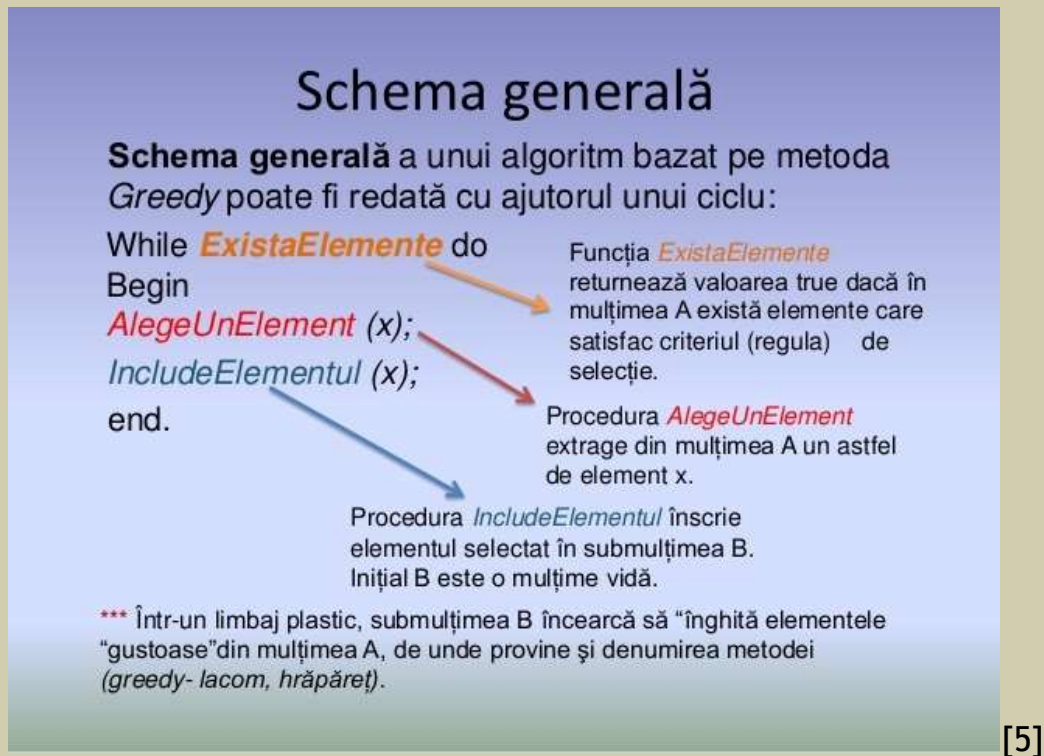 Schema generală
Schema generală a unui algoritm bazat pe metoda
Greedy poate fi redată cu ajutorul unui ciclu:
While ExistaElemente do
Begin
AlegeUnElement (x);
IncludeElementul (x);
end.
Funcția ExistaElemente
returnează valoarea true dacă în
mulțimea A există elemente care
satisfac criteriul (regula) de
selecție.
Procedura AlegeUnElement
extrage din mulțimea A un astfel
de element x.
Procedura IncludeElementul înscrie
elementul selectat în submulțimea B.
Inițial B este o mulțime vidă.
*** Într-un limbaj plastic, submulțimea B încearcă să “înghită elementele
“gustoase”din mulțimea A, de unde provine şi denumirea metodei
(greedy- lacom, hrăpăreț).
[5]